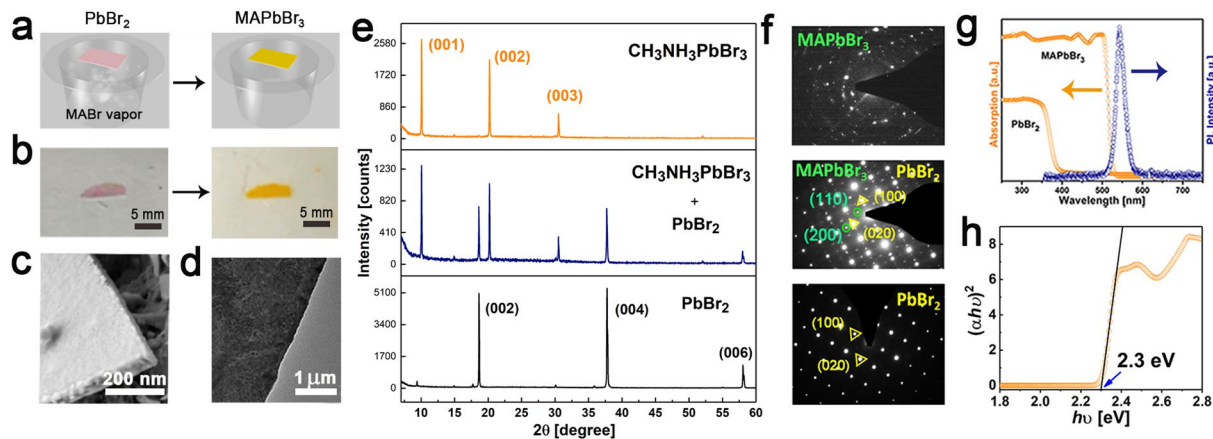 a
PbBr₂
MAPbBr₃
MABr vapor
b
5 mm
5 mm
c
200 nm
d
1 μm
e
Intensity [counts]
2580
1720
860
0
(001)
(002)
(003)
CH₃NH₃PbBr₃
1230
820
410
0
CH₃NH₃PbBr₃
+
PbBr₂
5100
3400
1700
0
(002)
(004)
(006)
PbBr₂
10 15 20 25 30 35 40 45 50 55 60
2θ [degree]
f
MAPbBr₃
MAPbBr₃
PbBr₂
(110)
(100)
(200)
(020)
PbBr₂
(100)
(020)
g
Absorption [a.u.]
MAPbBr₃
PbBr₂
PL Intensity [a.u.]
300 400 500 600 700
Wavelength [nm]
h
(αhυ)²
8
6
4
2
0
2.3 eV
1.8 2.0 2.2 2.4 2.6 2.8
hυ [eV]